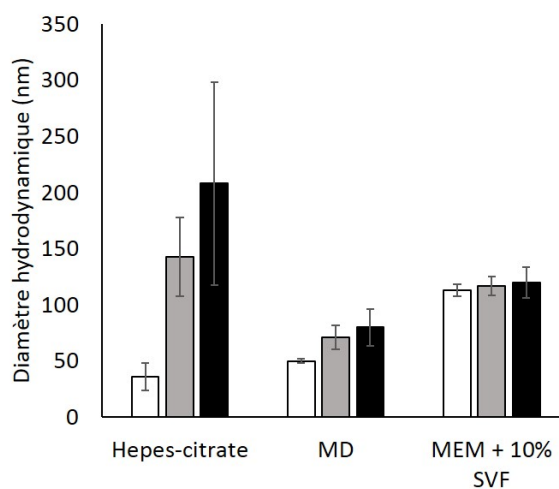 Diamètre hydrodynamique (nm)
350
300
250
200
150
100
50
0
Hepes-citrate
MD
MEM + 10%
SVF